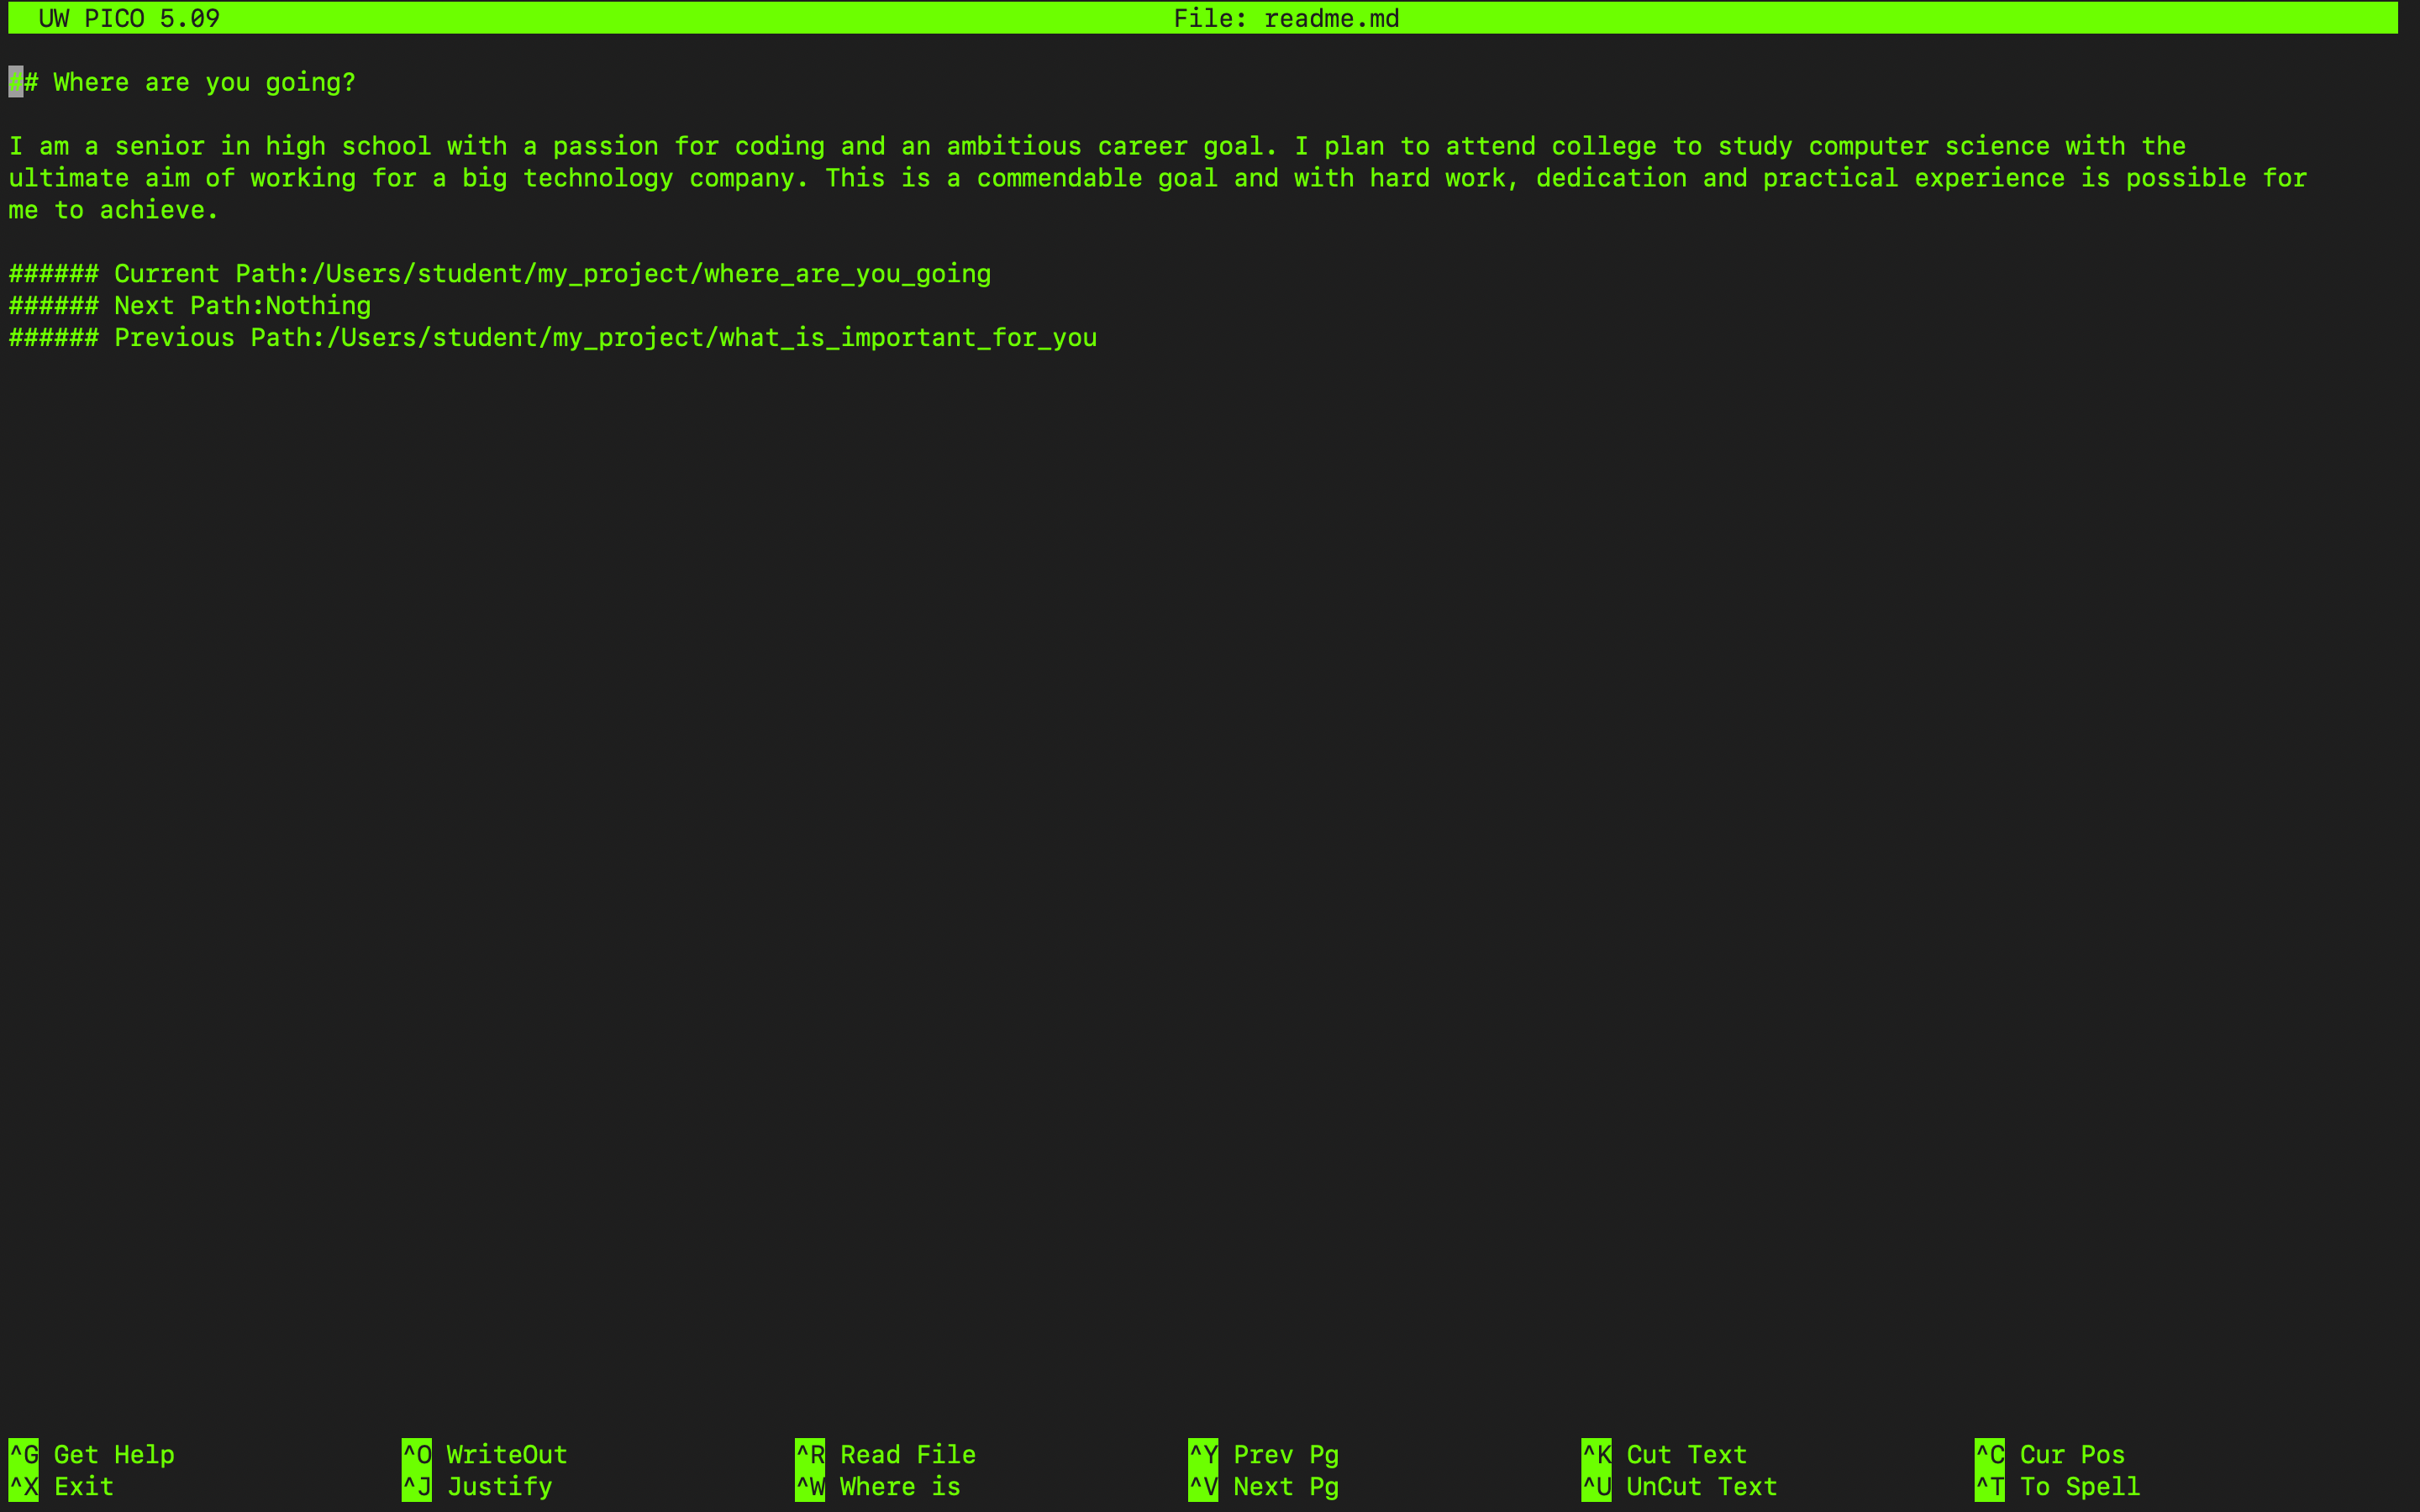 UW PICO 5.09 File: readme.md
## Where are you going?
I am a senior in high school with a passion for coding and an ambitious career goal. I plan to attend college to study computer science with the
ultimate aim of working for a big technology company. This is a commendable goal and with hard work, dedication and practical experience is possible for
me to achieve.
###### Current Path:/Users/student/my_project/where_are_you_going
###### Next Path:Nothing
###### Previous Path:/Users/student/my_project/what_is_important_for_you
^G Get Help ^O WriteOut ^R Read File ^Y Prev Pg ^K Cut Text ^C Cur Pos
^X Exit ^J Justify ^W Where is ^V Next Pg ^U UnCut Text ^T To Spell